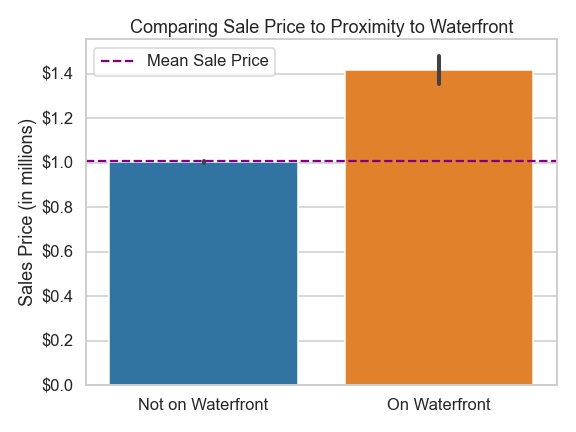 Comparing Sale Price to Proximity to Waterfront
Mean Sale Price
Sales Price (in millions)
$1.4
$1.2
$1.0
$0.8
$0.6
$0.4
$0.2
$0.0
Not on Waterfront
On Waterfront